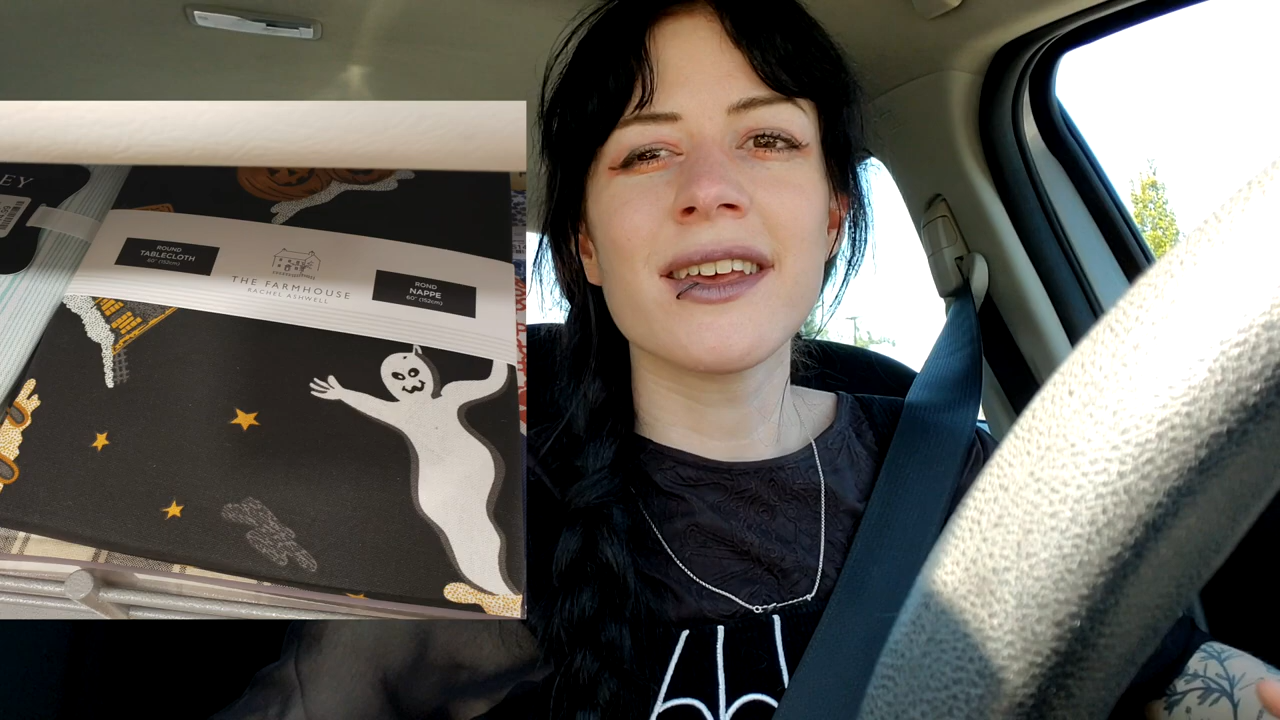 EY
ROUND
TABLECLOTH
60" (152cm)
THE FARMHOUSE
RACHEL ASHWELL
ROND
NAPPE
60" (152cm)